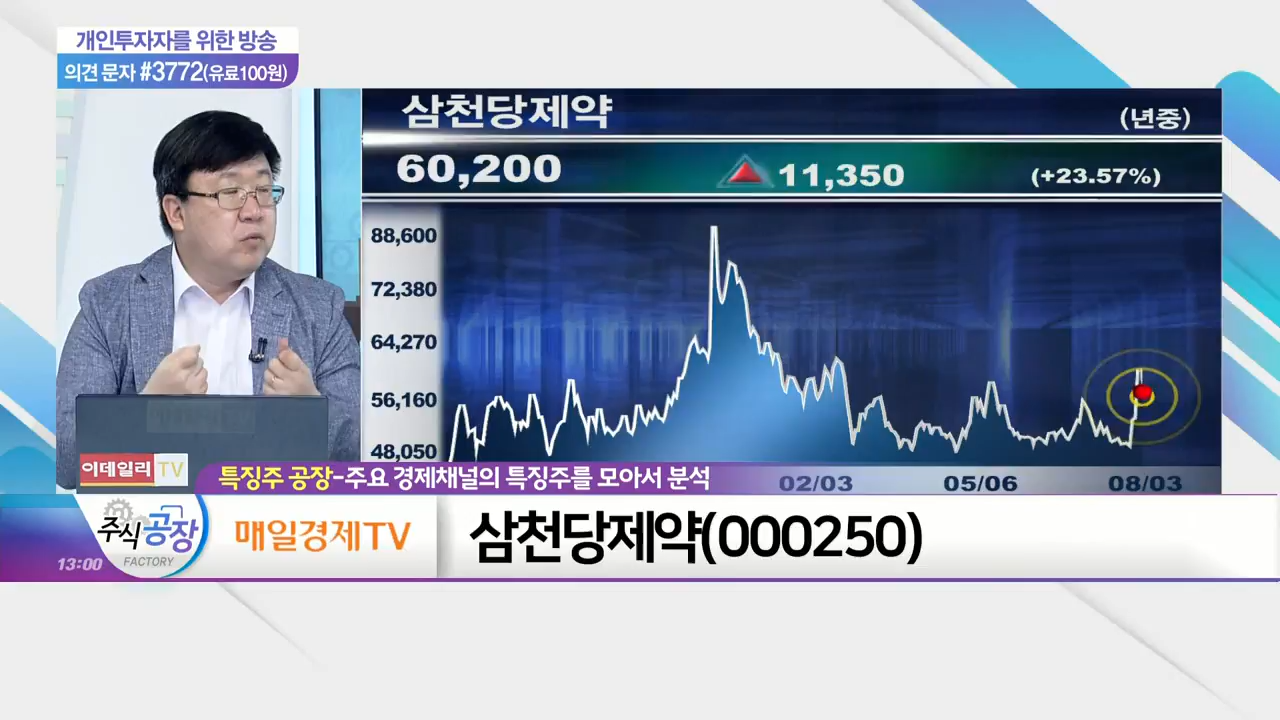 개인투자자를 위한 방송
의견 문자 #3772(유료100원)
삼천당제약
(년중)
60,200
▲ 11,350
(+23.57%)
88,600
72,380
64,270
56,160
48,050
02/03
05/06
08/03
이데일리 TV
특징주 공장-주요 경제채널의 특징주를 모아서 분석
주식공장
FACTORY
13:00
매일경제TV
삼천당제약(000250)